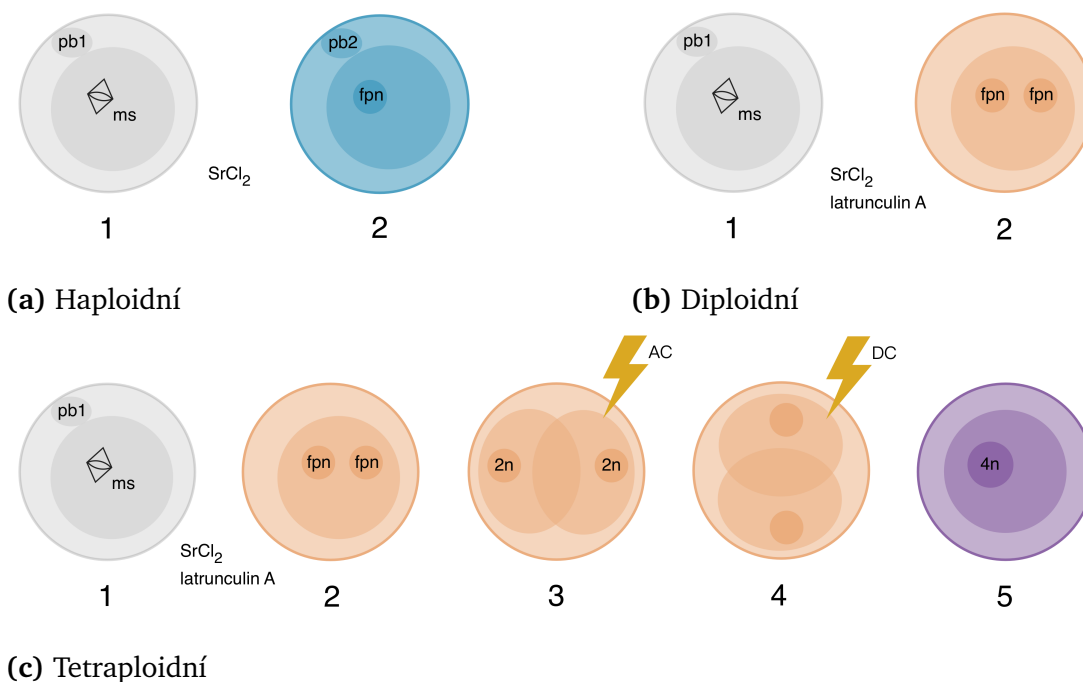 pb1
ms
SrCl2
pb2
fpn
1
2
(a) Haploidní
pb1
ms
SrCl2
latrunculin A
fpn fpn
1
2
(b) Diploidní
pb1
ms
SrCl2
latrunculin A
fpn fpn
2n 2n
AC
DC
4n
1
2
3
4
5
(c) Tetraploidní